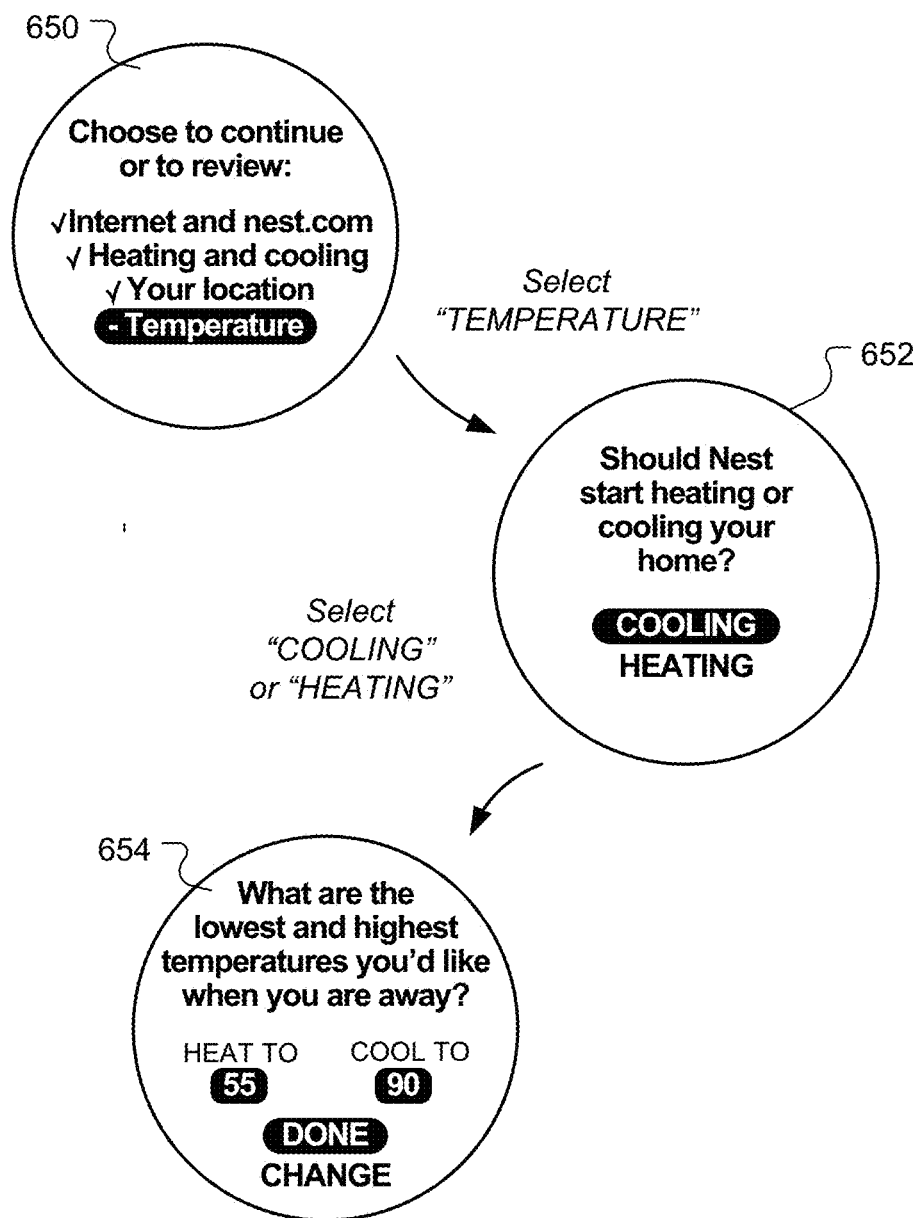 650
Choose to continue
or to review:
√Internet and nest.com
√ Heating and cooling
√ Your location
- Temperature
Select
“TEMPERATURE”
652
Should Nest
start heating or
cooling your
home?
COOLING
HEATING
Select
“COOLING”
or “HEATING”
654
What are the
lowest and highest
temperatures you’d like
when you are away?
HEAT TO COOL TO
55 90
DONE
CHANGE